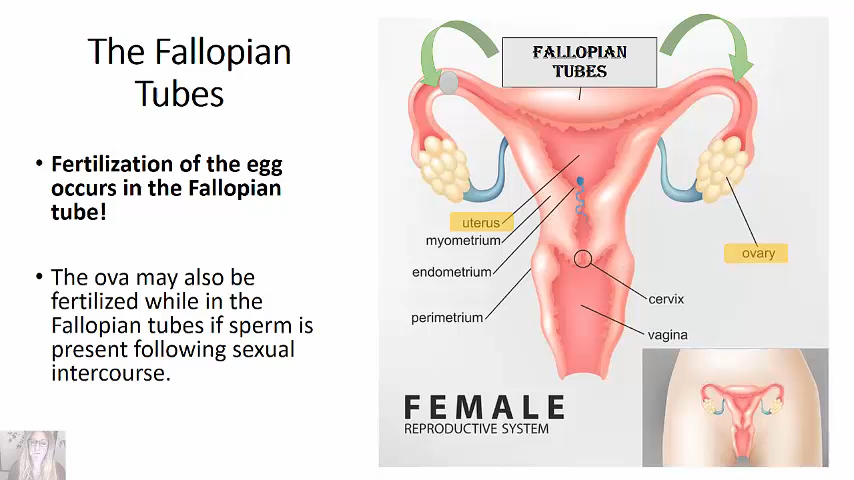 The Fallopian
Tubes
• Fertilization of the egg
occurs in the Fallopian
tube!
• The ova may also be
fertilized while in the
Fallopian tubes if sperm is
present following sexual
intercourse.
FALLOPIAN
TUBES
uterus
myometrium
endometrium
perimetrium
ovary
cervix
vagina
FEMALE
REPRODUCTIVE SYSTEM